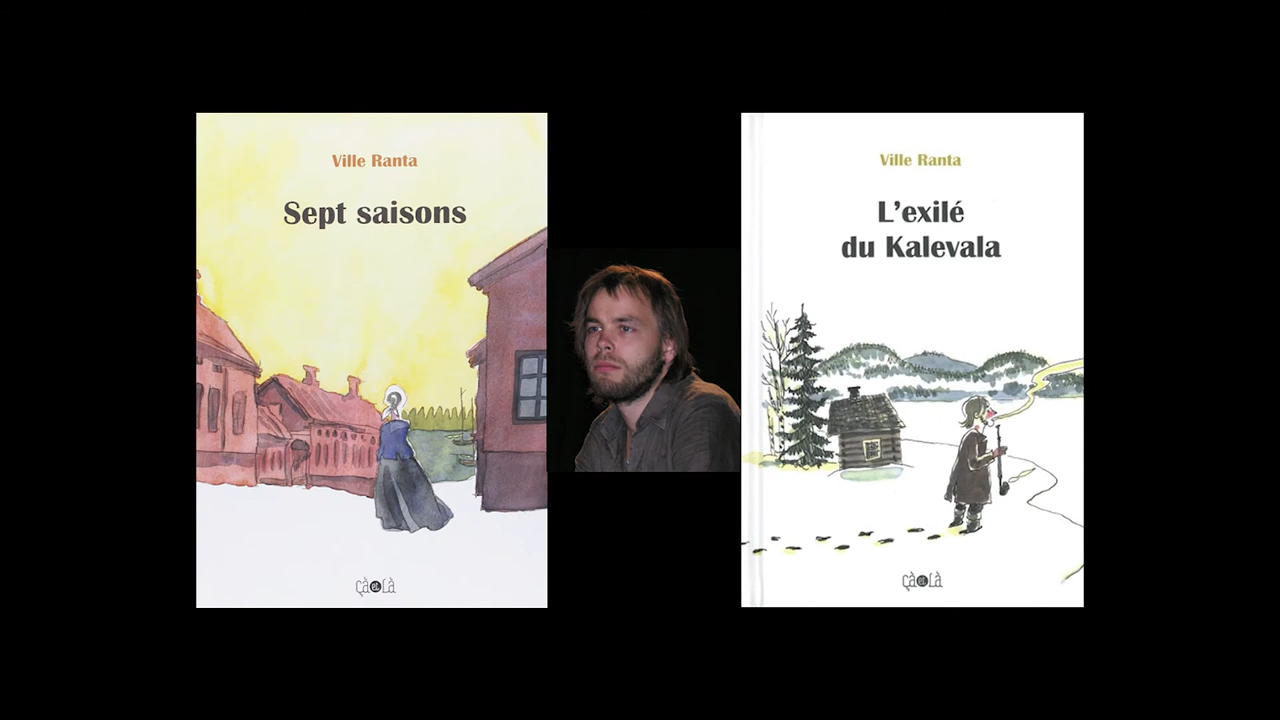 Ville Ranta
Sept saisons
çà et Là
Ville Ranta
L'exilé
du Kalevala
çà et Là